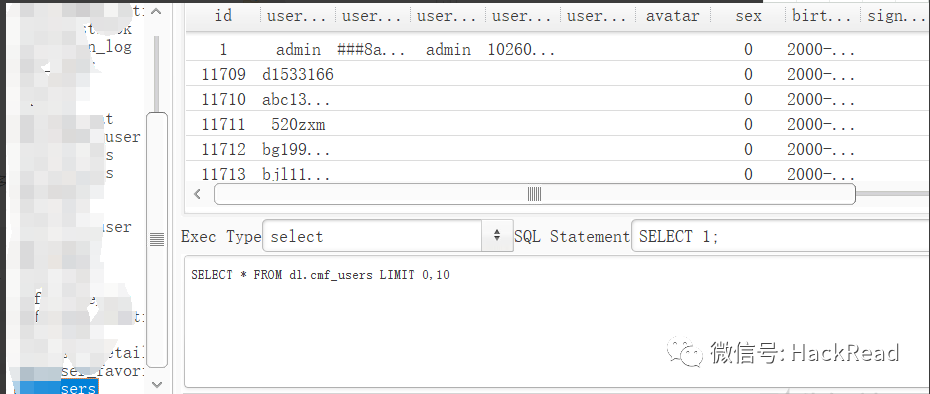 id user... user... user... user... user... avatar sex birt... sign...
1 admin ###8a... admin 10260... 0 2000-...
11709 d1533166 0 2000-...
11710 abc13... 0 2000-...
11711 520zxm 0 2000-...
11712 bg199... 0 2000-...
11713 bjl11... 0 2000-...
n_log
user
user
etail
ser_favori
sers
Exec Type select SQL Statement SELECT 1;
SELECT * FROM dl.cmf_users LIMIT 0,10
微信号: HackRead